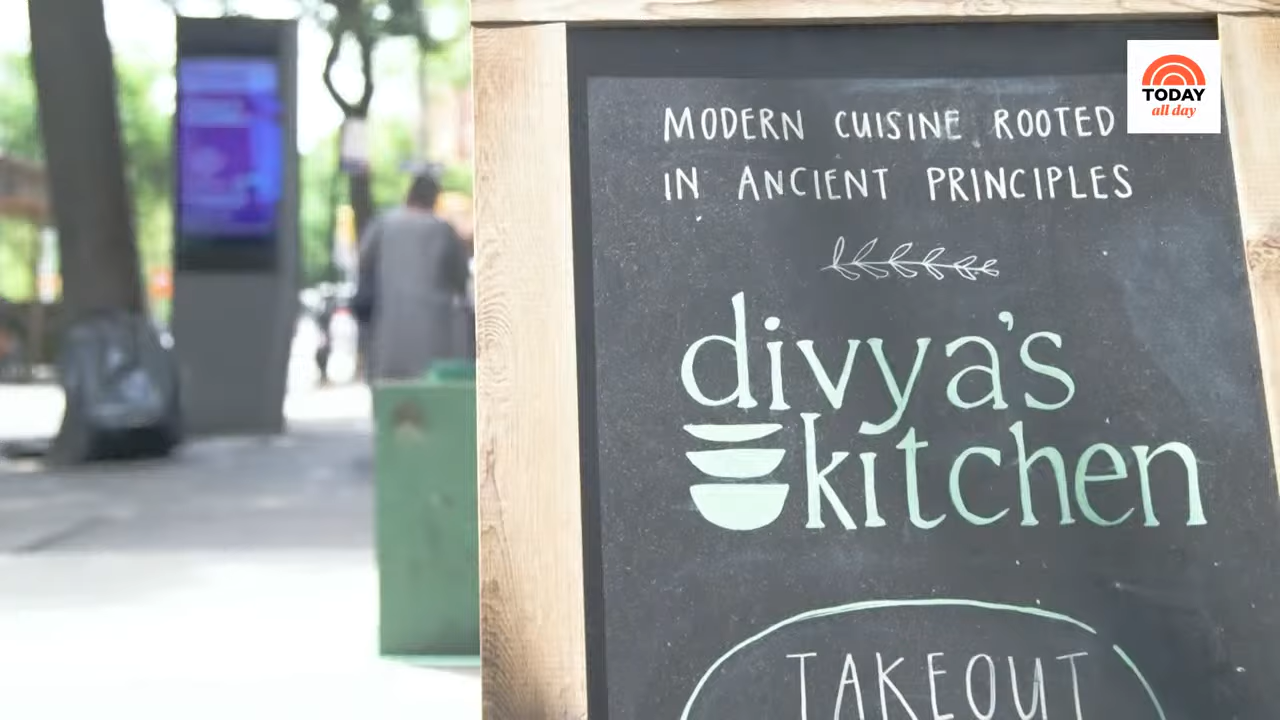 MODERN CUISINE ROOTED
IN ANCIENT PRINCIPLES
divya's
kitchen
TAKEOUT
TODAY
all day